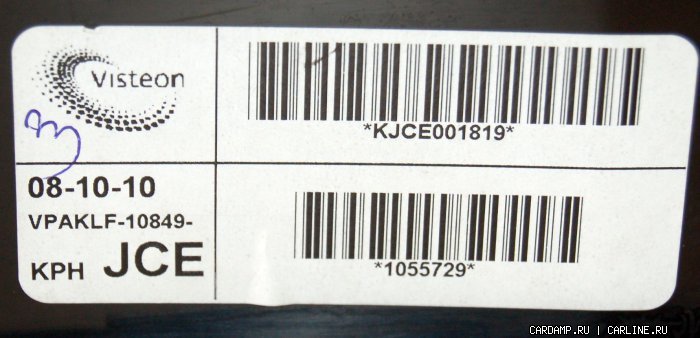 Visteon
*KJCE001819*
08-10-10
VPAKLF-10849-
KPH JCE
*1055729*
CARDAMP.RU | CARLINE.RU